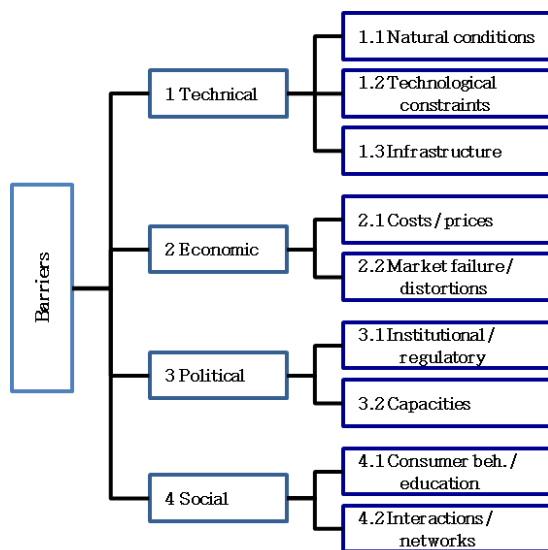 Barriers
1 Technical
1.1 Natural conditions
1.2 Technological
constraints
1.3 Infrastructure
2 Economic
2.1 Costs/prices
2.2 Market failure/
distortions
3 Political
3.1 Institutional/
regulatory
3.2 Capacities
4 Social
4.1 Consumer beh./
education
4.2 Interactions/
networks